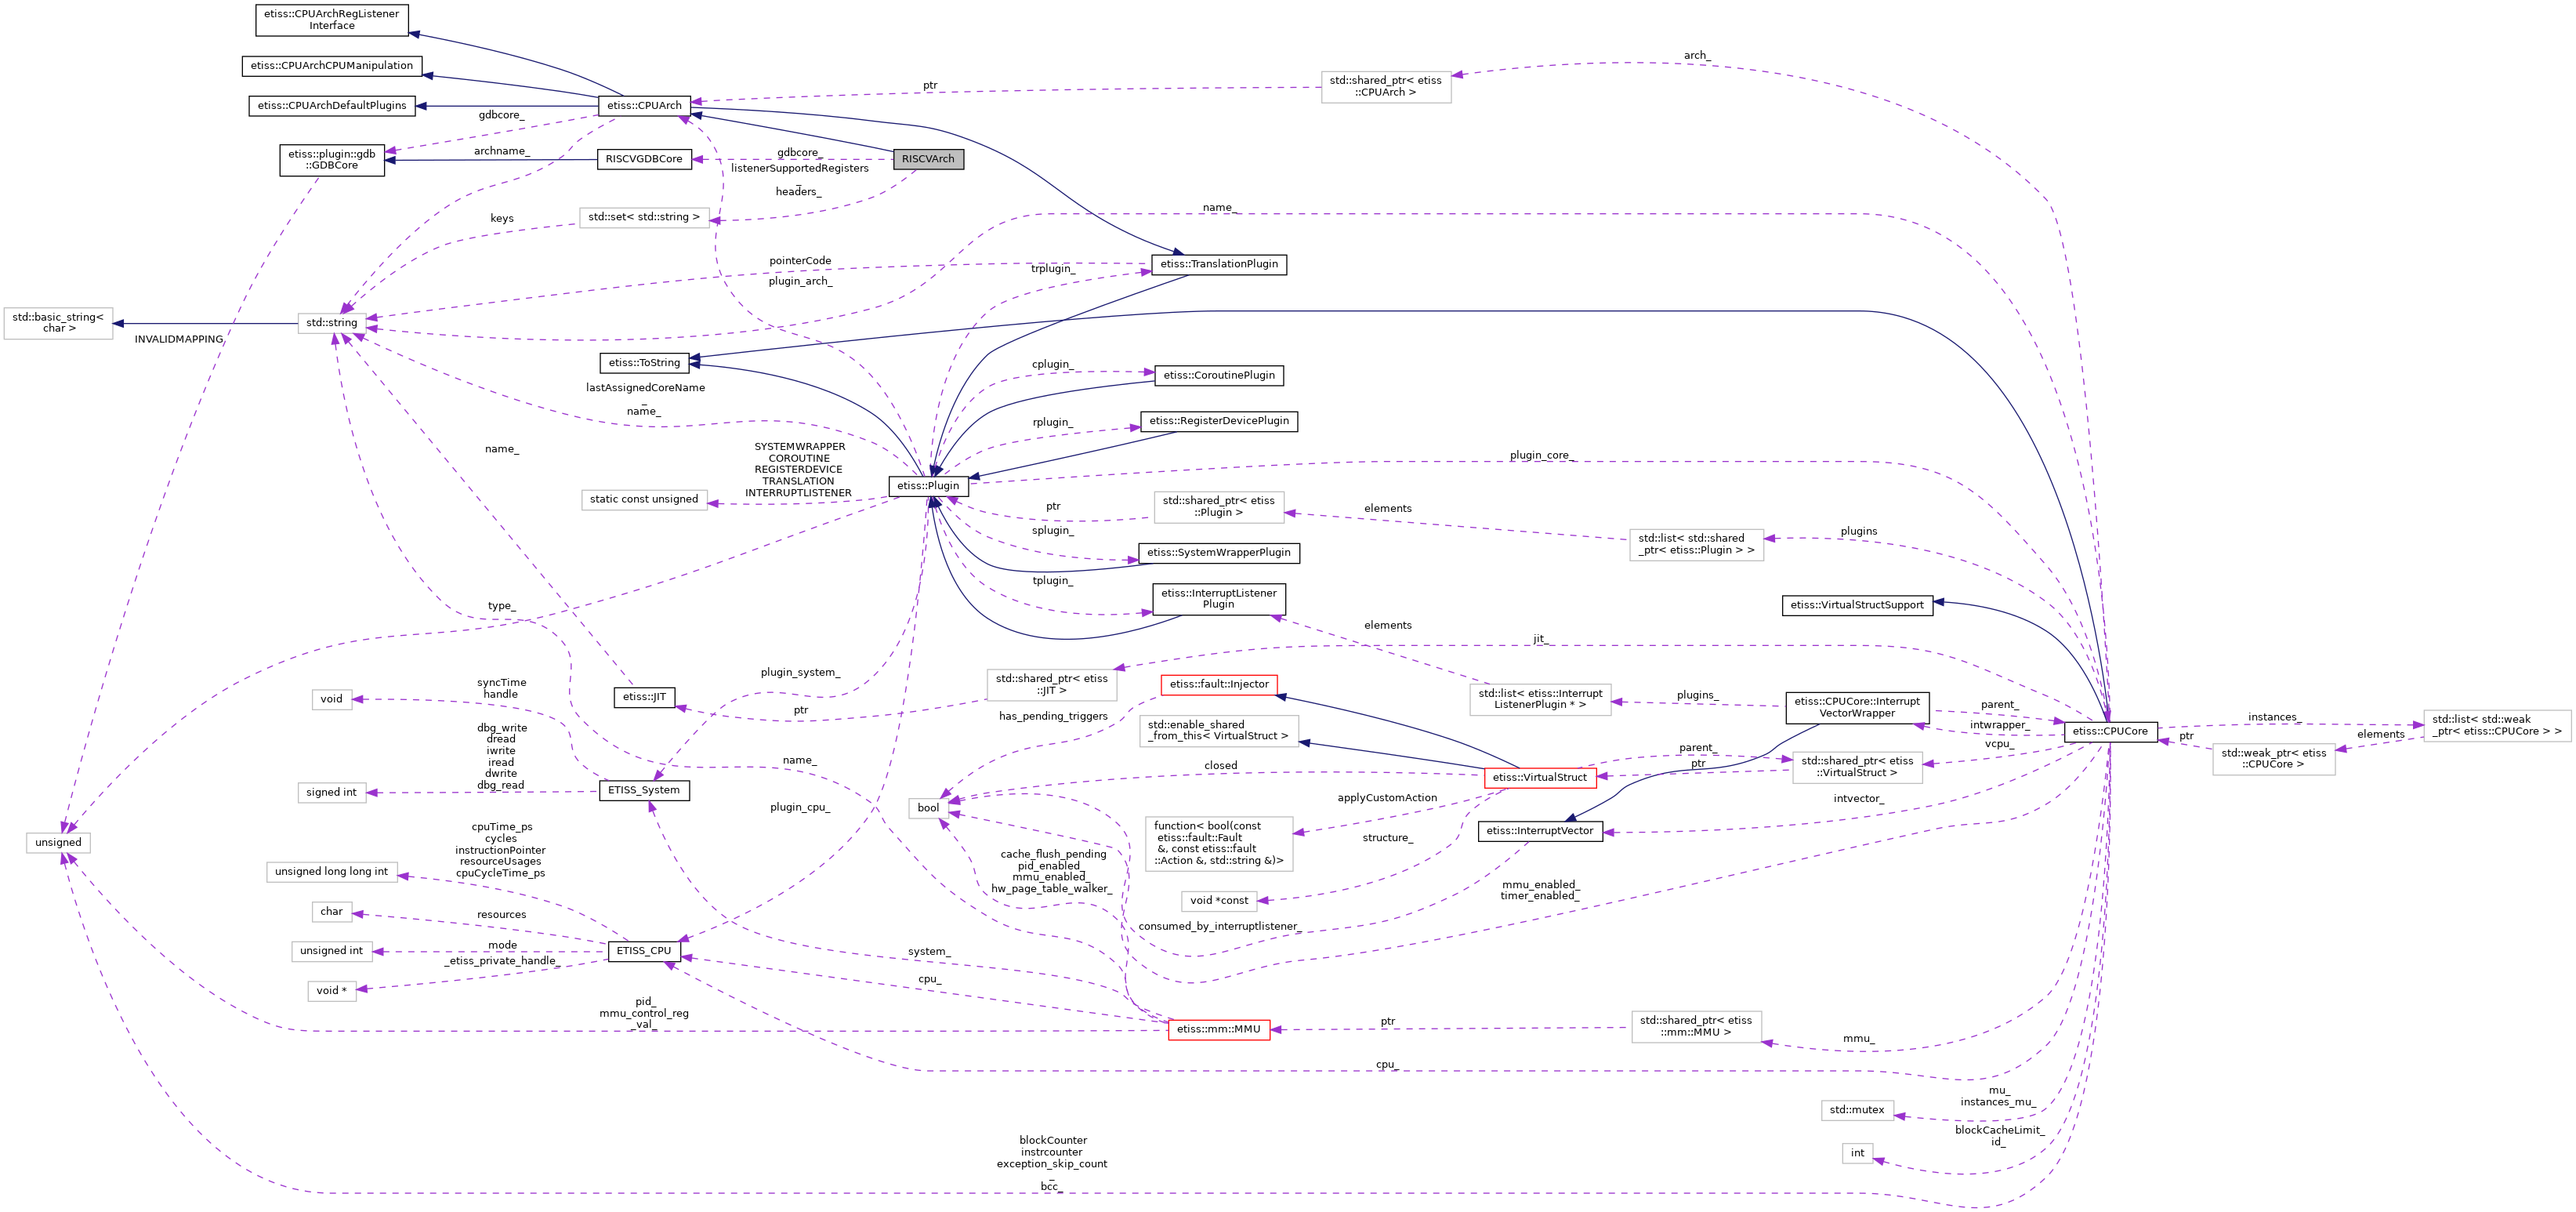 etiss::CPUArchRegListener
Interface
arch_
etiss::CPUArchCPUManipulation
std::shared_ptr< etiss
::CPUArch >
ptr
etiss::CPUArchDefaultPlugins
etiss::CPUArch
gdbcore_
etiss::plugin::gdb
::GDBCore
archname_
RISCVGDBCore
gdbcore_
RISCVArch
listenerSupportedRegisters
_
headers_
keys
std::set< std::string >
name_
pointerCode
trplugin_
etiss::TranslationPlugin
plugin_arch_
std::basic_string<
char >
std::string
INVALIDMAPPING
etiss::ToString
cplugin_
etiss::CoroutinePlugin
lastAssignedCoreName
_
name_
rplugin_
etiss::RegisterDevicePlugin
name_
SYSTEMWRAPPER
COROUTINE
REGISTERDEVICE
TRANSLATION
INTERRUPTLISTENER
static const unsigned
etiss::Plugin
plugin_core_
ptr
std::shared_ptr< etiss
::Plugin >
elements
splugin_
std::list< std::shared
_ptr< etiss::Plugin > >
plugins
etiss::SystemWrapperPlugin
tplugin_
etiss::InterruptListener
Plugin
type_
etiss::VirtualStructSupport
elements
jit_
plugin_system_
syncTime
handle
void
etiss::JIT
ptr
std::shared_ptr< etiss
::JIT >
etiss::fault::Injector
std::list< etiss::Interrupt
ListenerPlugin * >
plugins_
etiss::CPUCore::Interrupt
VectorWrapper
parent_
intwrapper_
etiss::CPUCore
instances_
std::list< std::weak
_ptr< etiss::CPUCore > >
elements
ptr
std::weak_ptr< etiss
::CPUCore >
has_pending_triggers
std::enable_shared
_from_this< VirtualStruct >
vcpu_
dbg_write
dread
iwrite
iread
dwrite
dbg_read
signed int
ETISS_System
name_
closed
etiss::VirtualStruct
parent_
ptr
std::shared_ptr< etiss
::VirtualStruct >
intvector_
plugin_cpu_
bool
applyCustomAction
function< bool(const
etiss::fault::Fault
&, const etiss::fault
::Action &, std::string &)>
structure_
etiss::InterruptVector
unsigned
cpuTime_ps
cycles
instructionPointer
resourceUsages
cpuCycleTime_ps
unsigned long long int
cache_flush_pending
pid_enabled_
mmu_enabled_
hw_page_table_walker_
void *const
mmu_enabled_
timer_enabled_
char
resources
consumed_by_interruptlistener_
unsigned int
mode
ETISS_CPU
_etiss_private_handle_
void *
system_
cpu_
pid_
mmu_control_reg
_val_
etiss::mm::MMU
ptr
std::shared_ptr< etiss
::mm::MMU >
mmu_
cpu_
std::mutex
mu_
instances_mu_
int
blockCacheLimit_
id_
blockCounter
instrcounter
exception_skip_count
_
bcc_